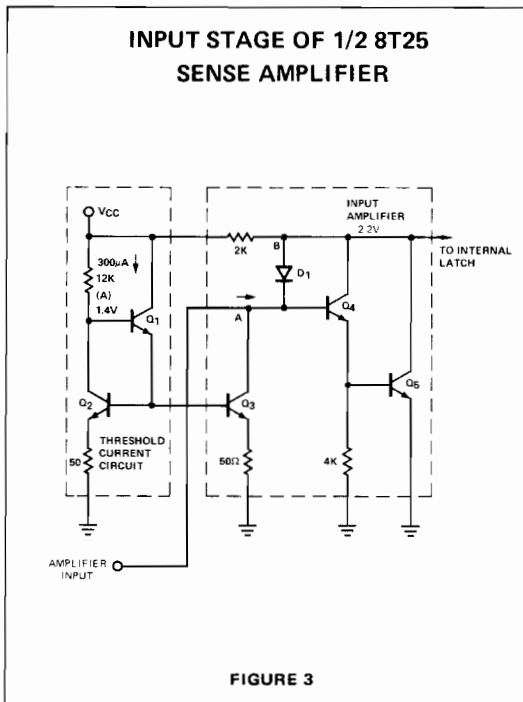 INPUT STAGE OF 1/2 8T25
SENSE AMPLIFIER
VCC
300µA
12K
(A)
1.4V
Q1
Q2
50
THRESHOLD
CURRENT
CIRCUIT
2K
B
D1
INPUT
AMPLIFIER
2.2V
TO INTERNAL
LATCH
A
Q4
Q3
Q5
50Ω
4K
AMPLIFIER
INPUT
FIGURE 3